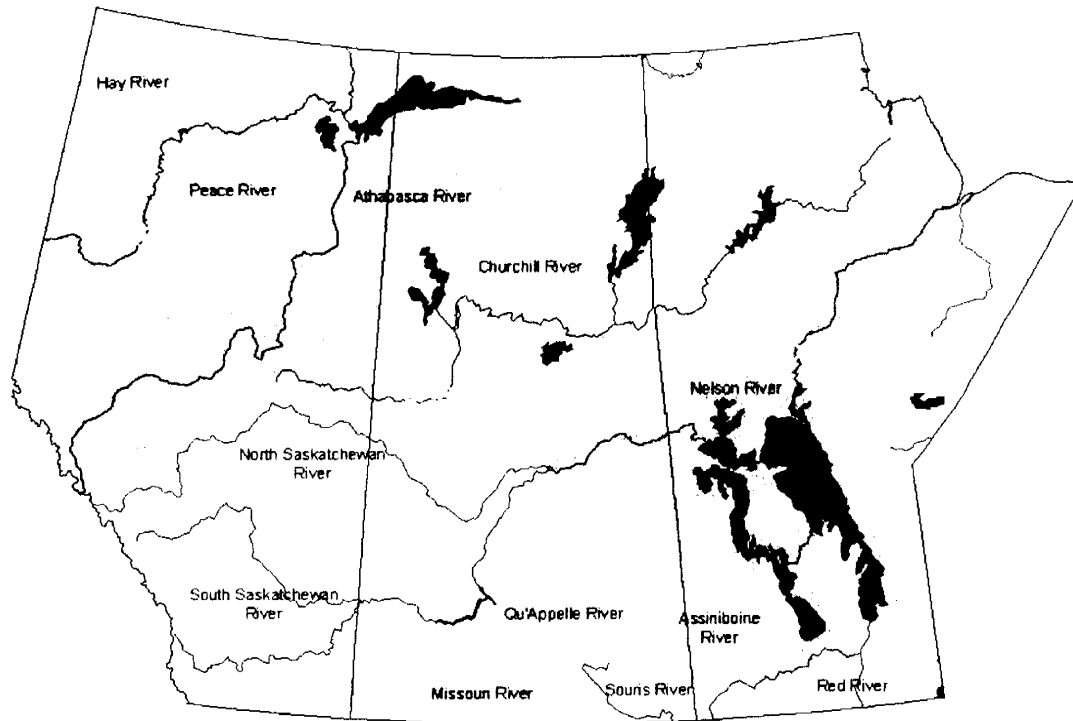 Hay River
Peace River
Athabasca River
Churchill River
Nelson River
North Saskatchewan
River
South Saskatchewan
River
Qu'Appelle River
Assiniboine
River
Missouri River
Souris River
Red River